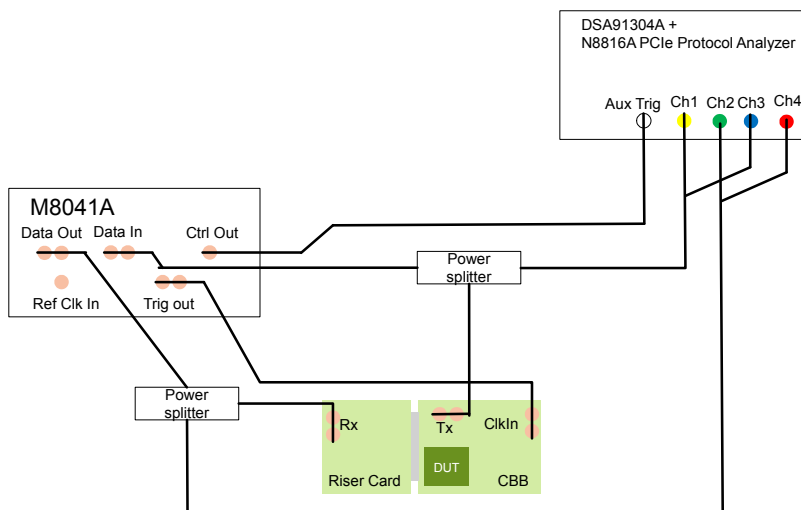 DSA91304A +
N8816A PCIe Protocol Analyzer
Aux Trig
Ch1
Ch2
Ch3
Ch4
M8041A
Data Out
Data In
Ctrl Out
Ref Clk In
Trig out
Power
splitter
Power
splitter
Rx
Tx
ClkIn
DUT
Riser Card
CBB